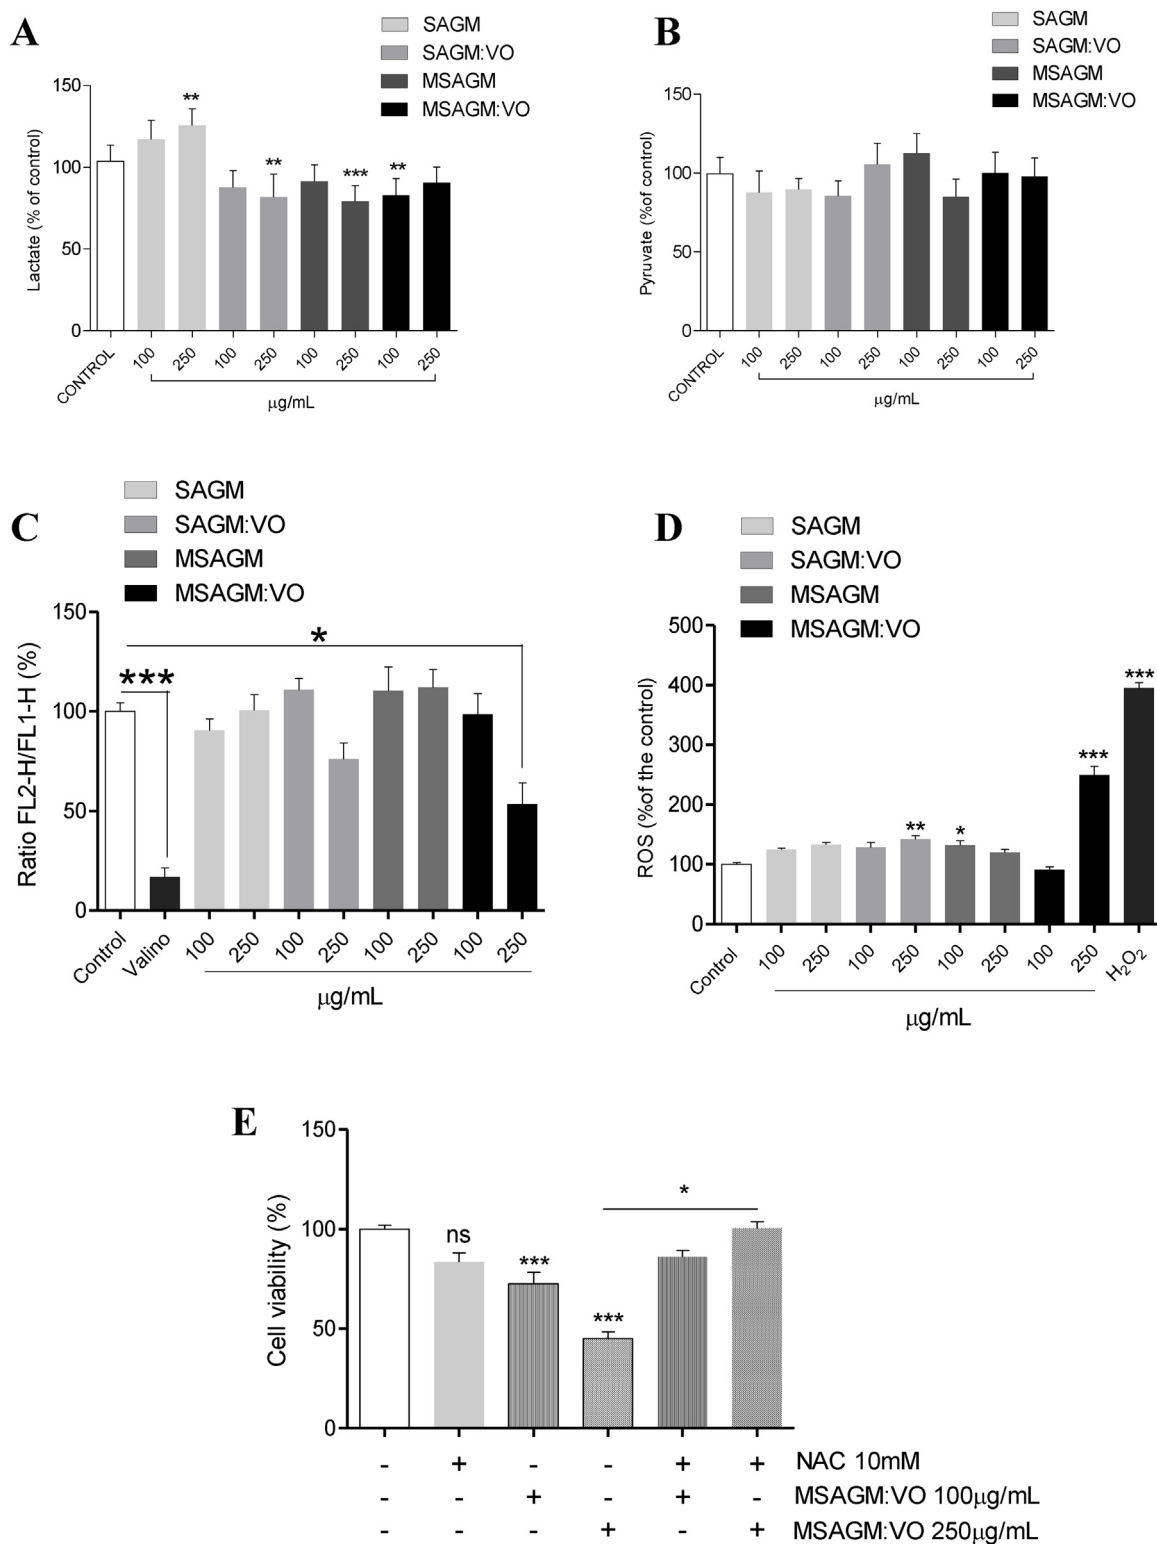 A
SAGM
SAGM:VO
MSAGM
MSAGM:VO
Lactate (% of control)
150
100
50
0
**
**
***
**
CONTROL
100
250
100
250
100
250
100
250
μg/mL
B
SAGM
SAGM:VO
MSAGM
MSAGM:VO
Pyruvate (%of control)
150
100
50
0
CONTROL
100
250
100
250
100
250
100
250
μg/mL
C
SAGM
SAGM:VO
MSAGM
MSAGM:VO
Ratio FL2-H/FL1-H (%)
150
100
50
0
***
*
Control
Valino
100
250
100
250
100
250
100
250
μg/mL
D
SAGM
SAGM:VO
MSAGM
MSAGM:VO
ROS (%of the control)
500
400
300
200
100
0
**
*
***
***
Control
100
250
100
250
100
250
100
250
H₂O₂
μg/mL
E
Cell viability (%)
150
100
50
0
ns
***
***
*
- + - - + + NAC 10mM
- - + - + - MSAGM:VO 100μg/mL
- - - + - + MSAGM:VO 250μg/mL